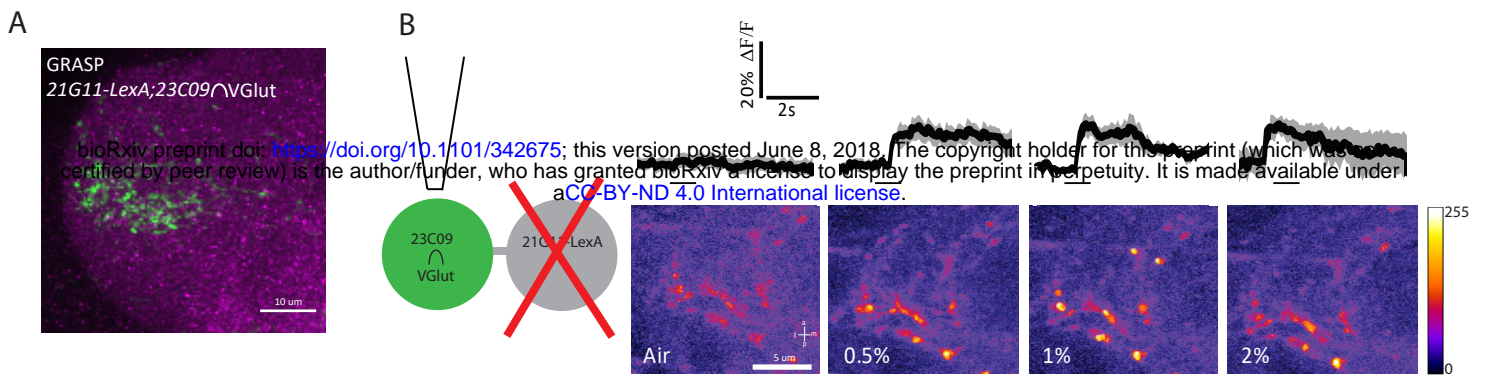 A
B
GRASP
21G11-LexA;23C09∩VGlut
10 um
20% ΔF/F
2s
bioRxiv preprint doi: https://doi.org/10.1101/342675; this version posted June 8, 2018. The copyright holder for this preprint (which was
certified by peer review) is the author/funder, who has granted bioRxiv a license to display the preprint in perpetuity. It is made available under
aCC-BY-ND 4.0 International license.
23C09
∩
VGlut
21G11-LexA
Air
a
l m
p
5 um
0.5%
1%
2%
255
0